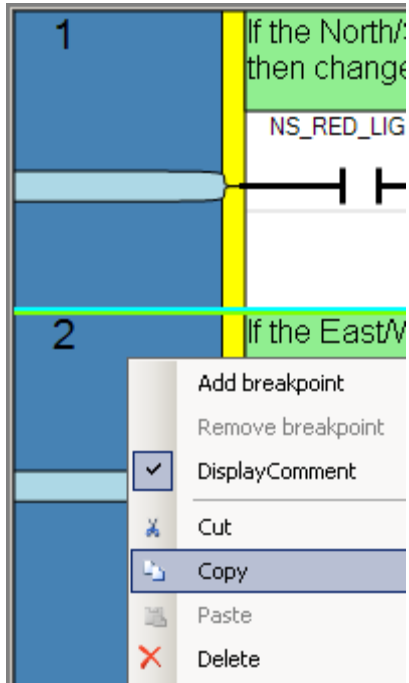 1
If the North/
then change
NS_RED_LIG
2
If the East/W
Add breakpoint
Remove breakpoint
DisplayComment
Cut
Copy
Paste
Delete